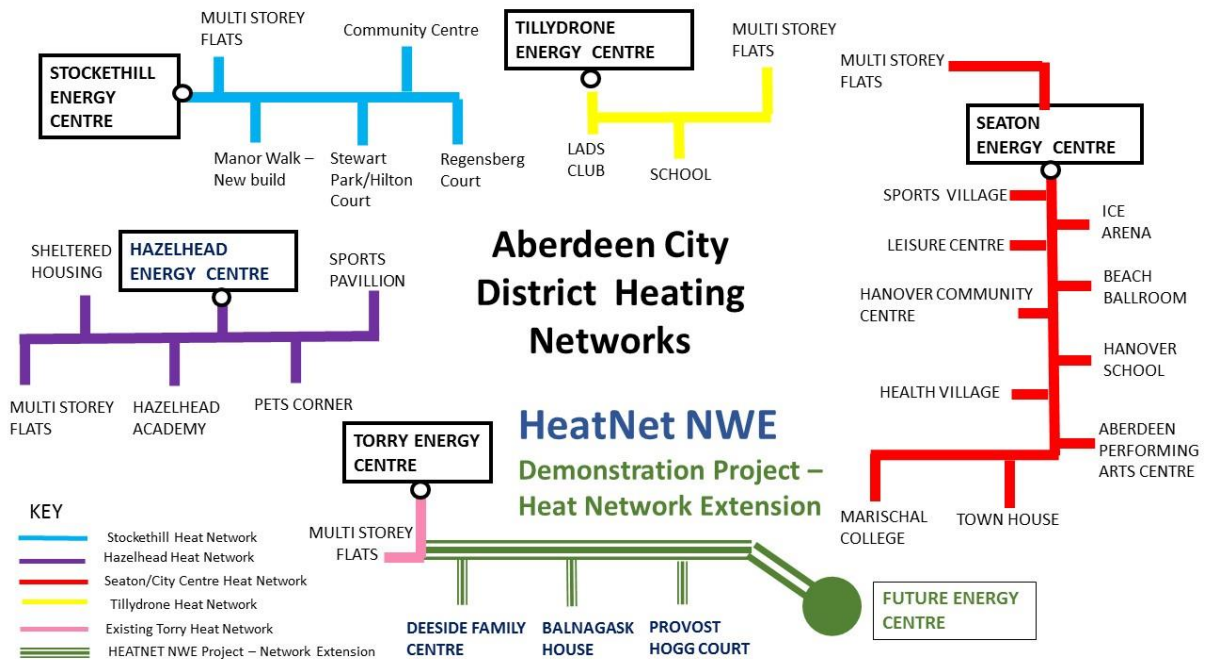 MULTI STOREY
FLATS
Community Centre
STOCKETHILL
ENERGY
CENTRE
Manor Walk –
New build
Stewart
Park/Hilton
Court
Regensberg
Court
TILLYDRONE
ENERGY CENTRE
MULTI STOREY
FLATS
LADS
CLUB
SCHOOL
MULTI STOREY
FLATS
SEATON
ENERGY CENTRE
SPORTS VILLAGE
ICE
ARENA
LEISURE CENTRE
BEACH
BALLROOM
HANOVER COMMUNITY
CENTRE
HANOVER
SCHOOL
HEALTH VILLAGE
ABERDEEN
PERFORMING
ARTS CENTRE
MARISCHAL
COLLEGE
TOWN HOUSE
SHELTERED
HOUSING
HAZELHEAD
ENERGY CENTRE
SPORTS
PAVILLION
MULTI STOREY
FLATS
HAZELHEAD
ACADEMY
PETS CORNER
Aberdeen City
District Heating
Networks
HeatNet NWE
Demonstration Project –
Heat Network Extension
TORRY ENERGY
CENTRE
MULTI STOREY
FLATS
DEESIDE FAMILY
CENTRE
BALNAGASK
HOUSE
PROVOST
HOGG COURT
FUTURE ENERGY
CENTRE
KEY
Stockethill Heat Network
Hazelhead Heat Network
Seaton/City Centre Heat Network
Tillydrone Heat Network
Existing Torry Heat Network
HEATNET NWE Project – Network Extension